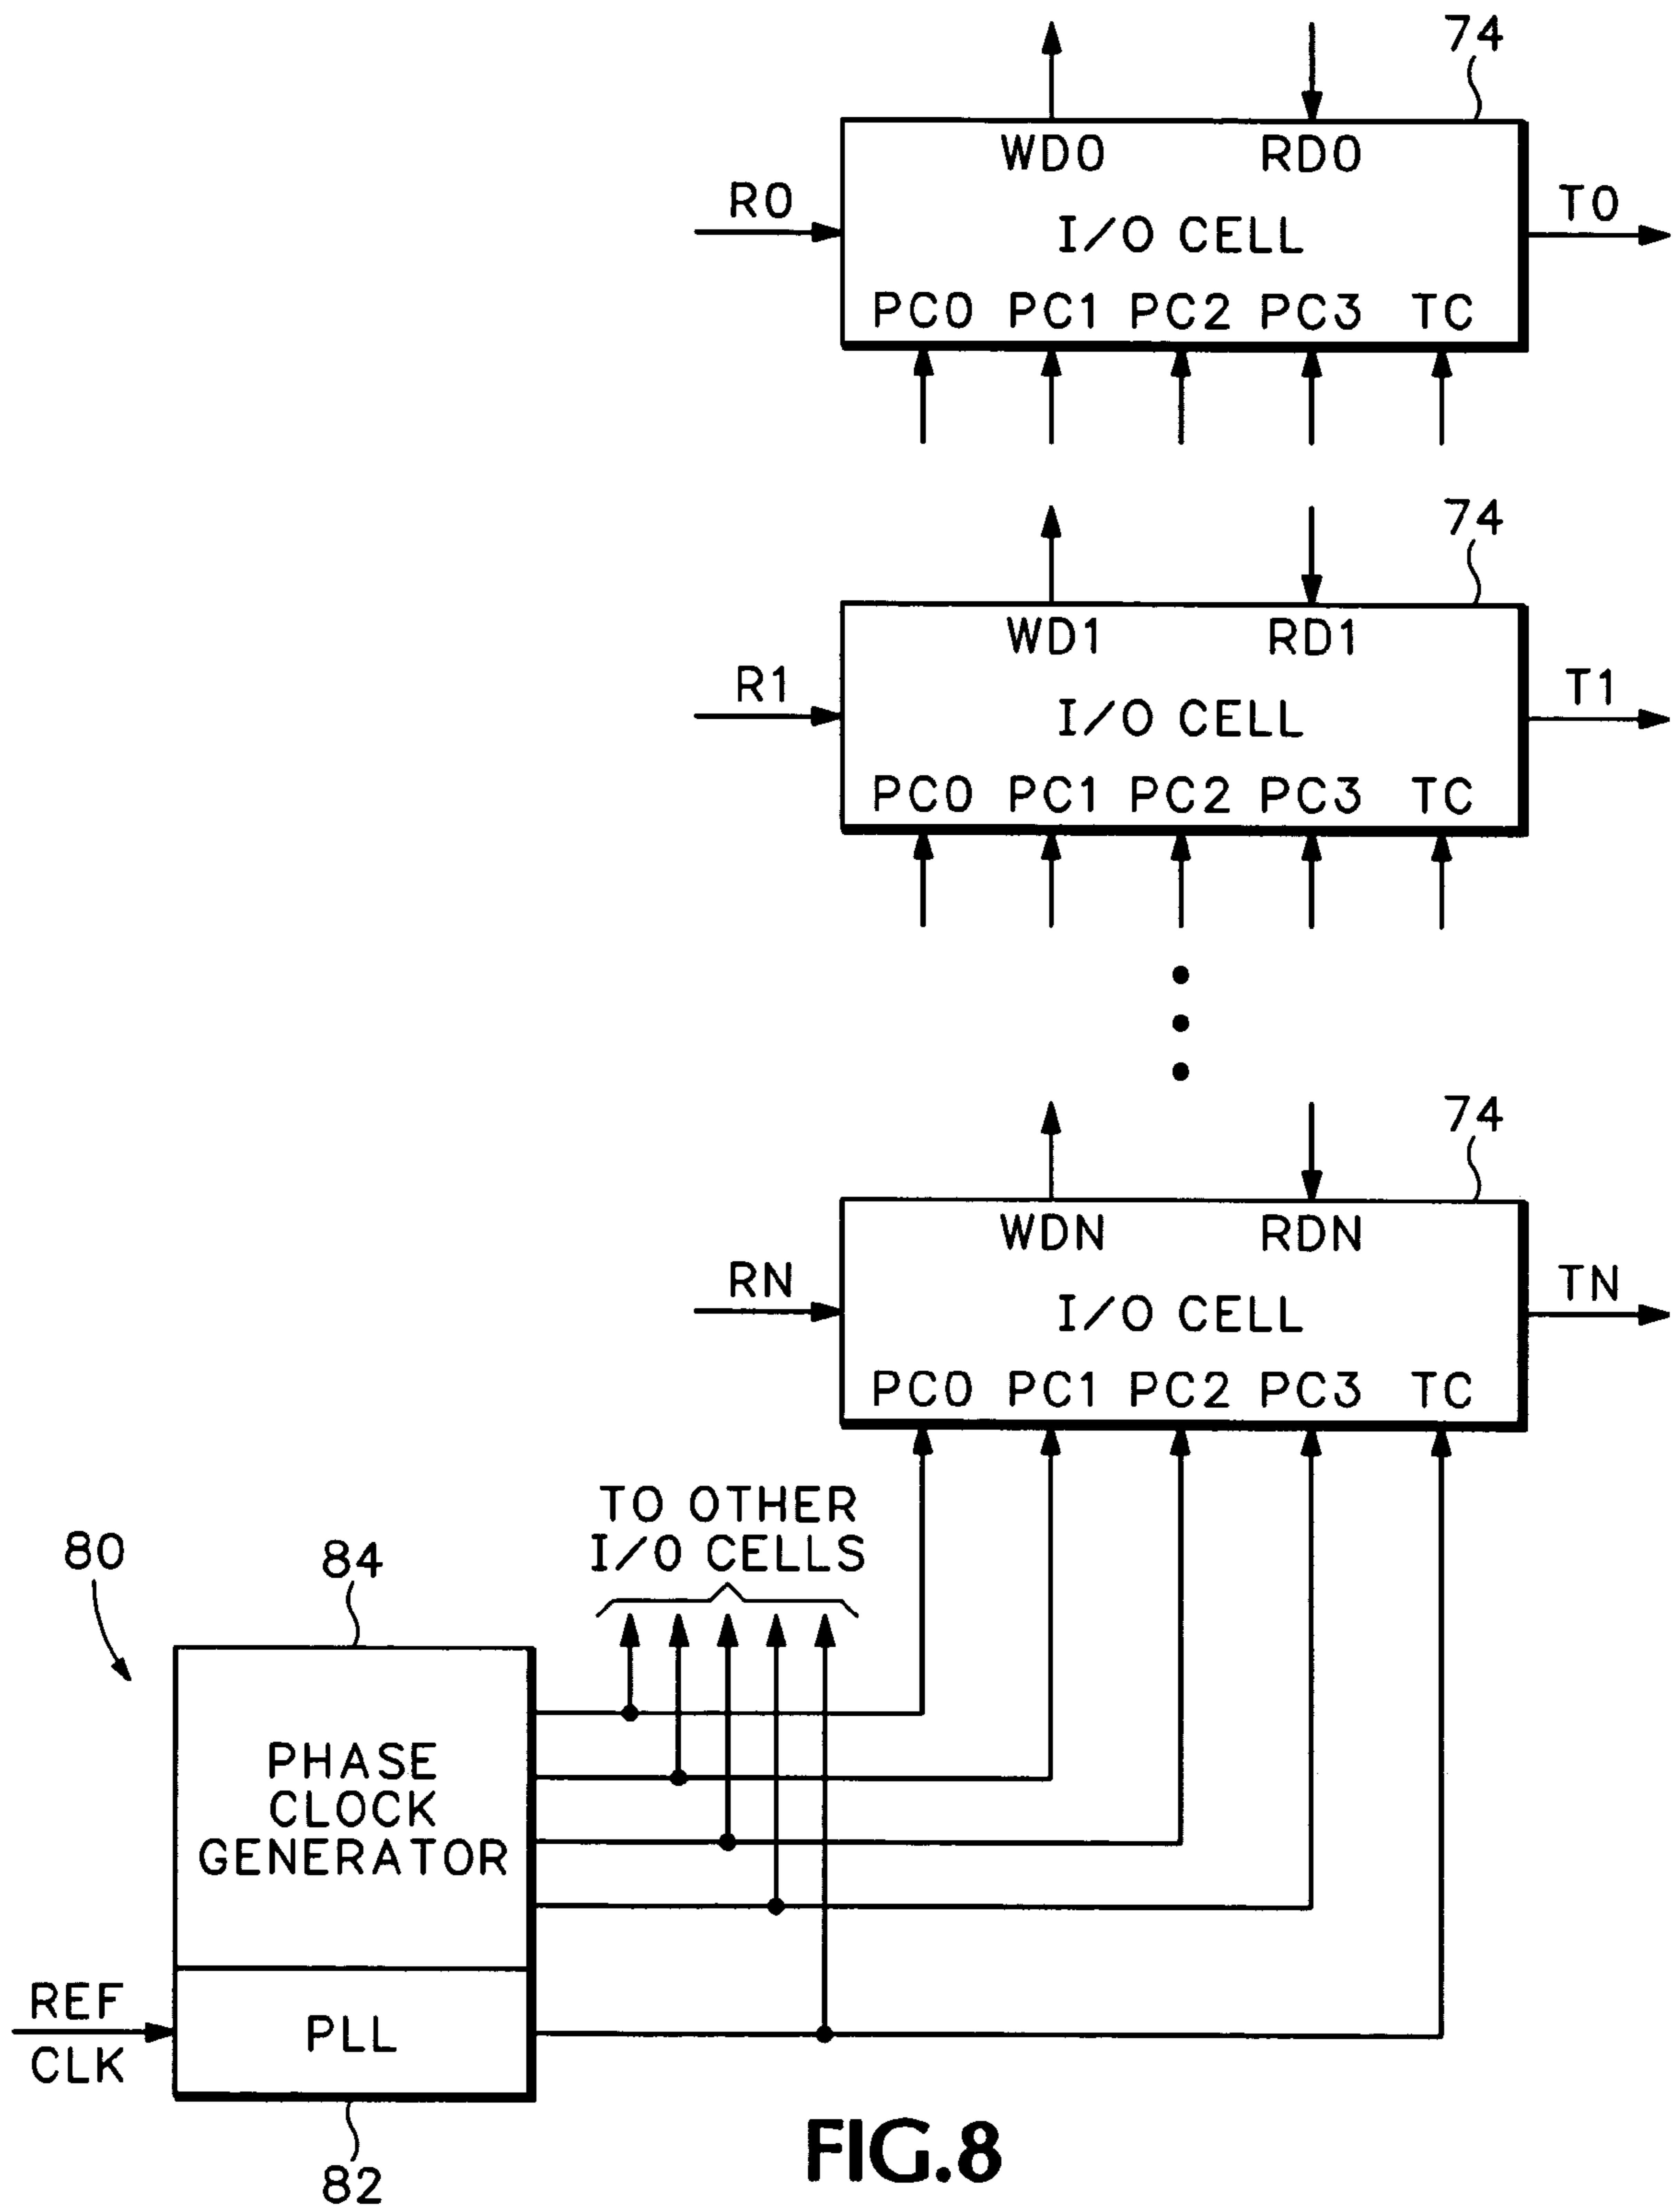 74
WD0 RD0
R0
I/O CELL
T0
PC0 PC1 PC2 PC3 TC
74
WD1 RD1
R1
I/O CELL
T1
PC0 PC1 PC2 PC3 TC
74
WDN RDN
RN
I/O CELL
TN
PC0 PC1 PC2 PC3 TC
TO OTHER
I/O CELLS
80
84
PHASE
CLOCK
GENERATOR
REF
CLK
PLL
82
FIG.8